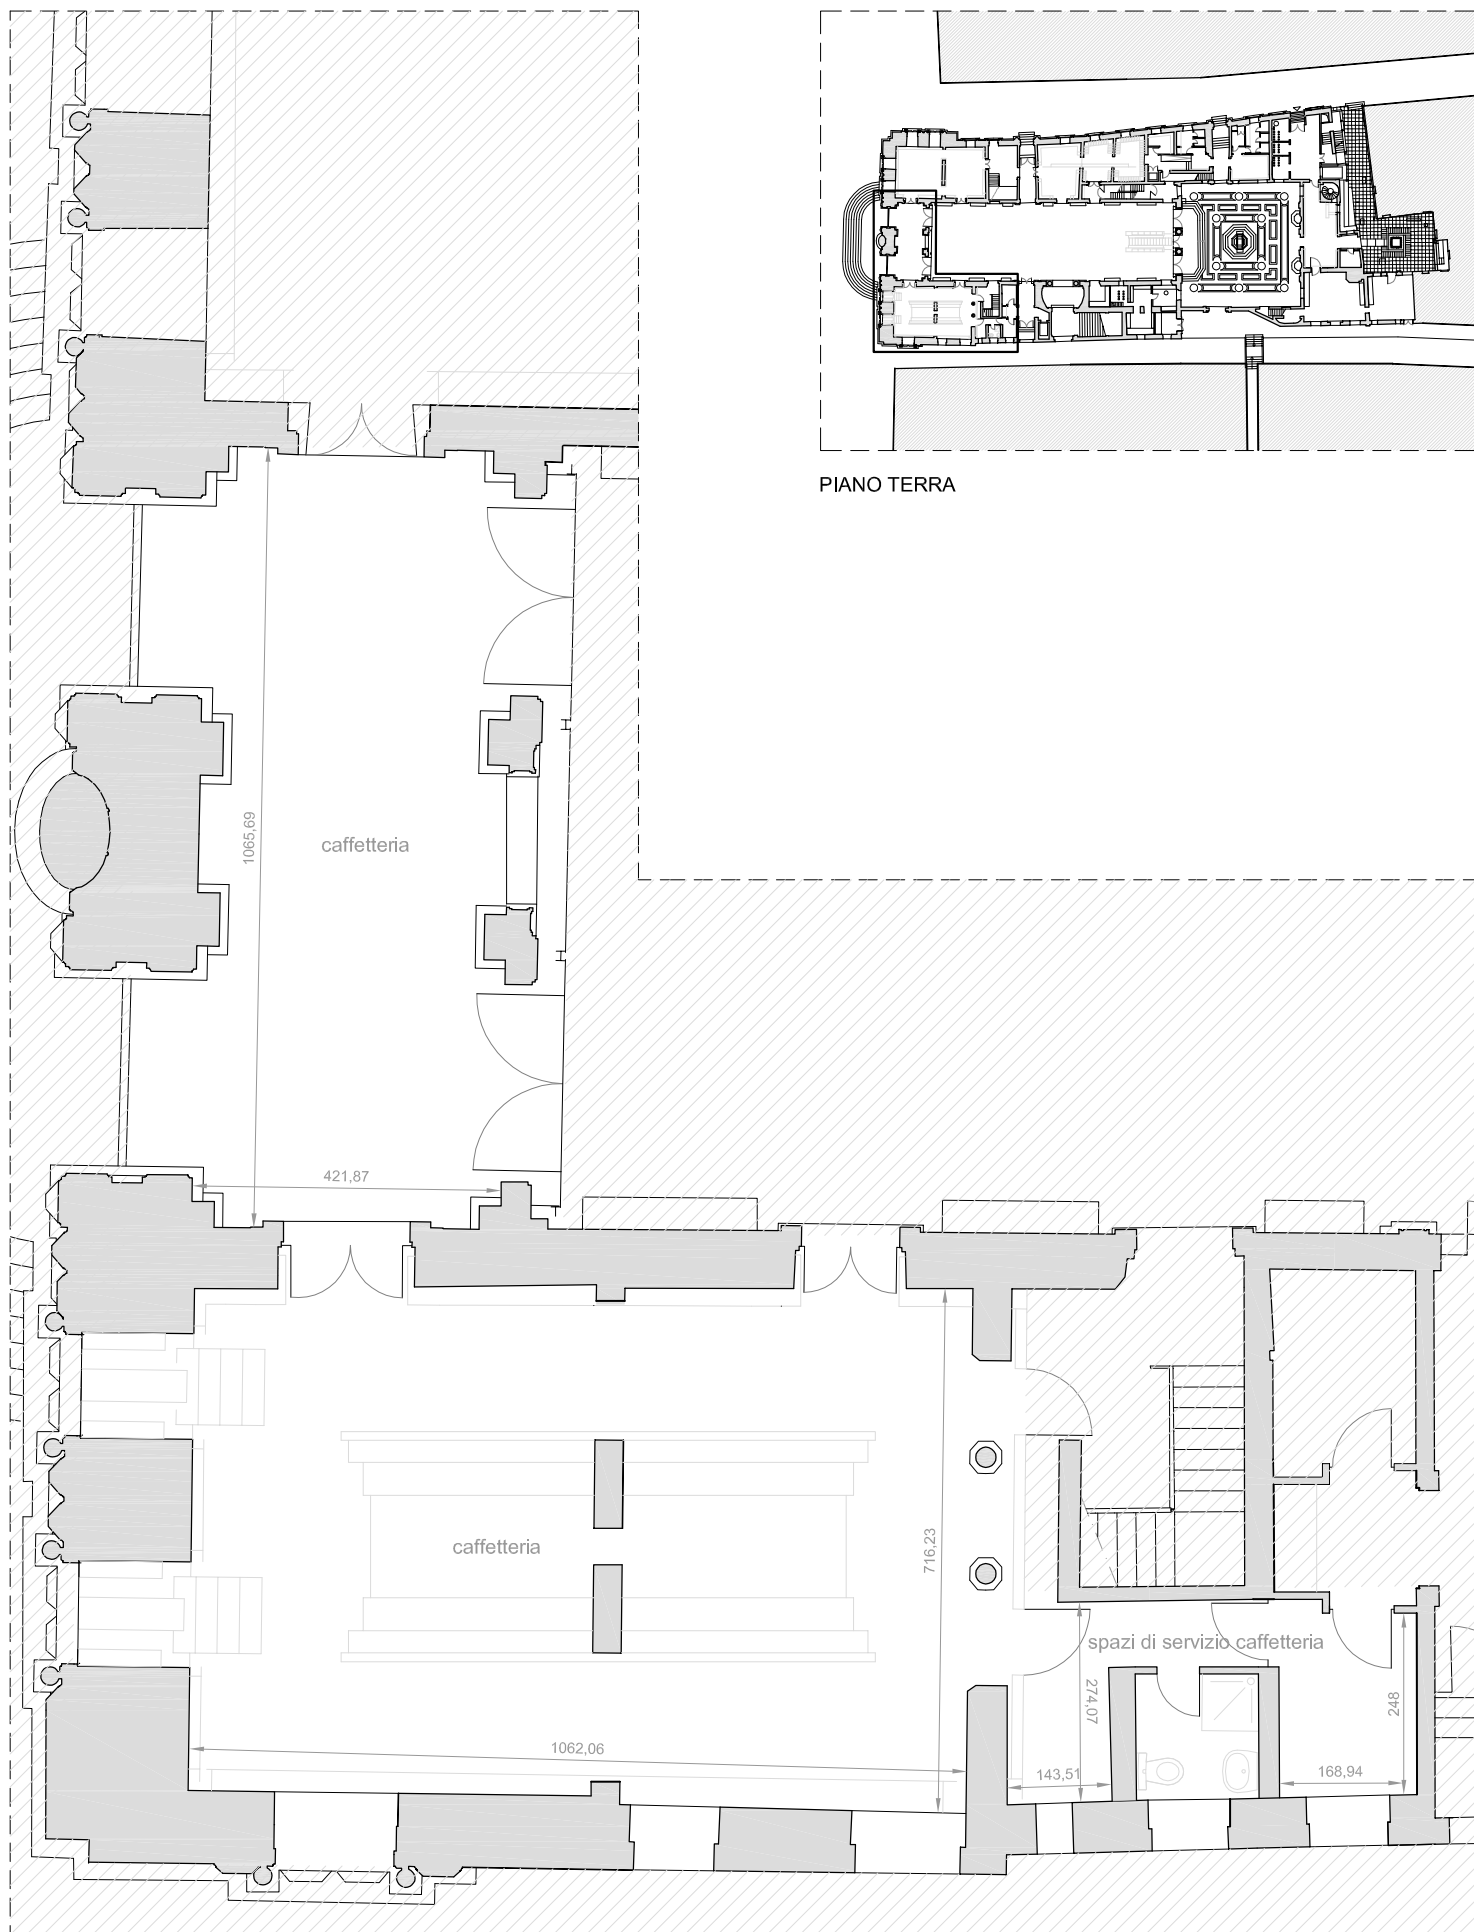 PIANO TERRA
1065,69
caffetteria
421,87
caffetteria
716,23
spazi di servizio caffetteria
274,07
248
1062,06
143,51
168,94